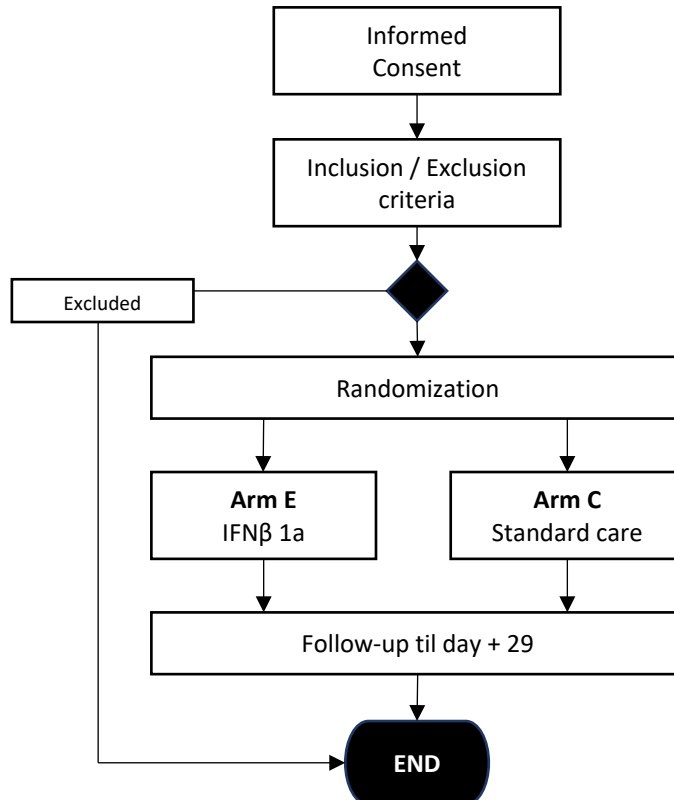 Informed
Consent
Inclusion / Exclusion
criteria
Excluded
Randomization
Arm E
IFNβ 1a
Arm C
Standard care
Follow-up til day + 29
END